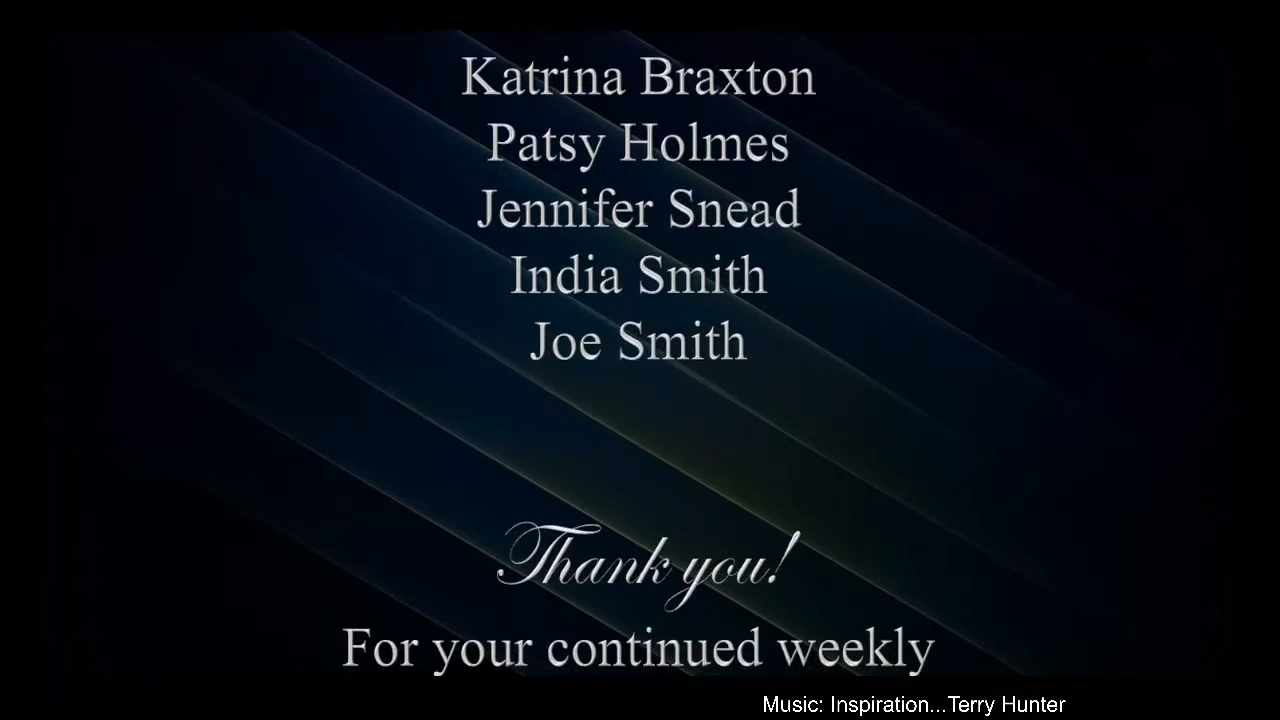 Katrina Braxton
Patsy Holmes
Jennifer Snead
India Smith
Joe Smith
Thank you!
For your continued weekly
Music: Inspiration...Terry Hunter